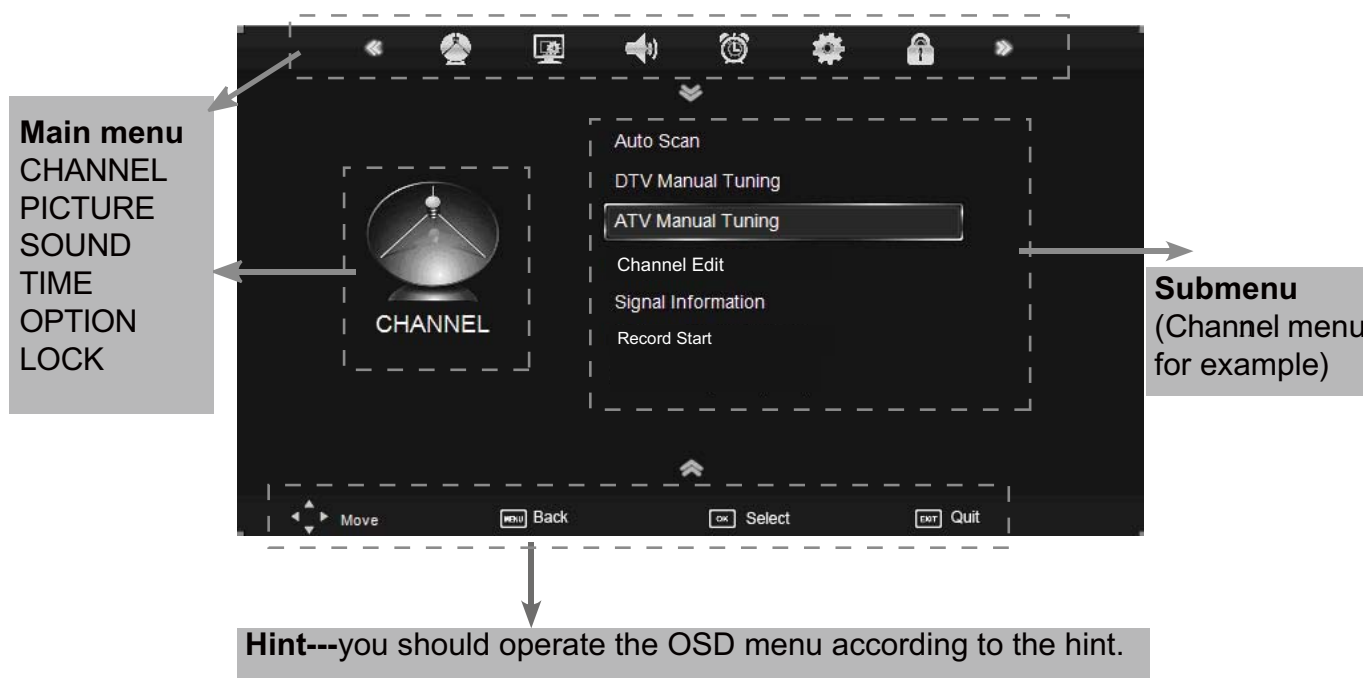 Main menu
CHANNEL
PICTURE
SOUND
TIME
OPTION
LOCK
CHANNEL
Auto Scan
DTV Manual Tuning
ATV Manual Tuning
Channel Edit
Signal Information
Record Start
Submenu
(Channel menu
for example)
Move
MENU Back
OK Select
EXIT Quit
Hint---you should operate the OSD menu according to the hint.